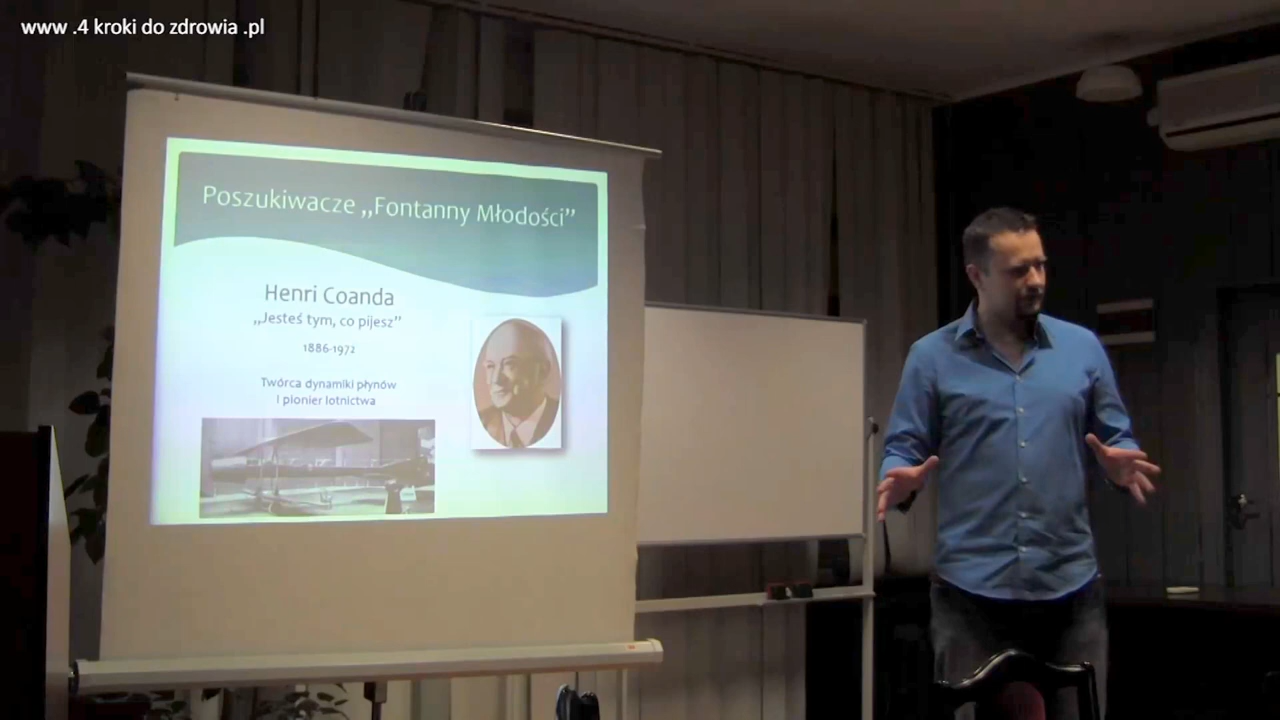 www .4 kroki do zdrowia .pl
Poszukiwacze „Fontanny Młodości”
Henri Coanda
„Jesteś tym, co pijesz”
1886-1972
Twórca dynamiki płynów
i pionier lotnictwa